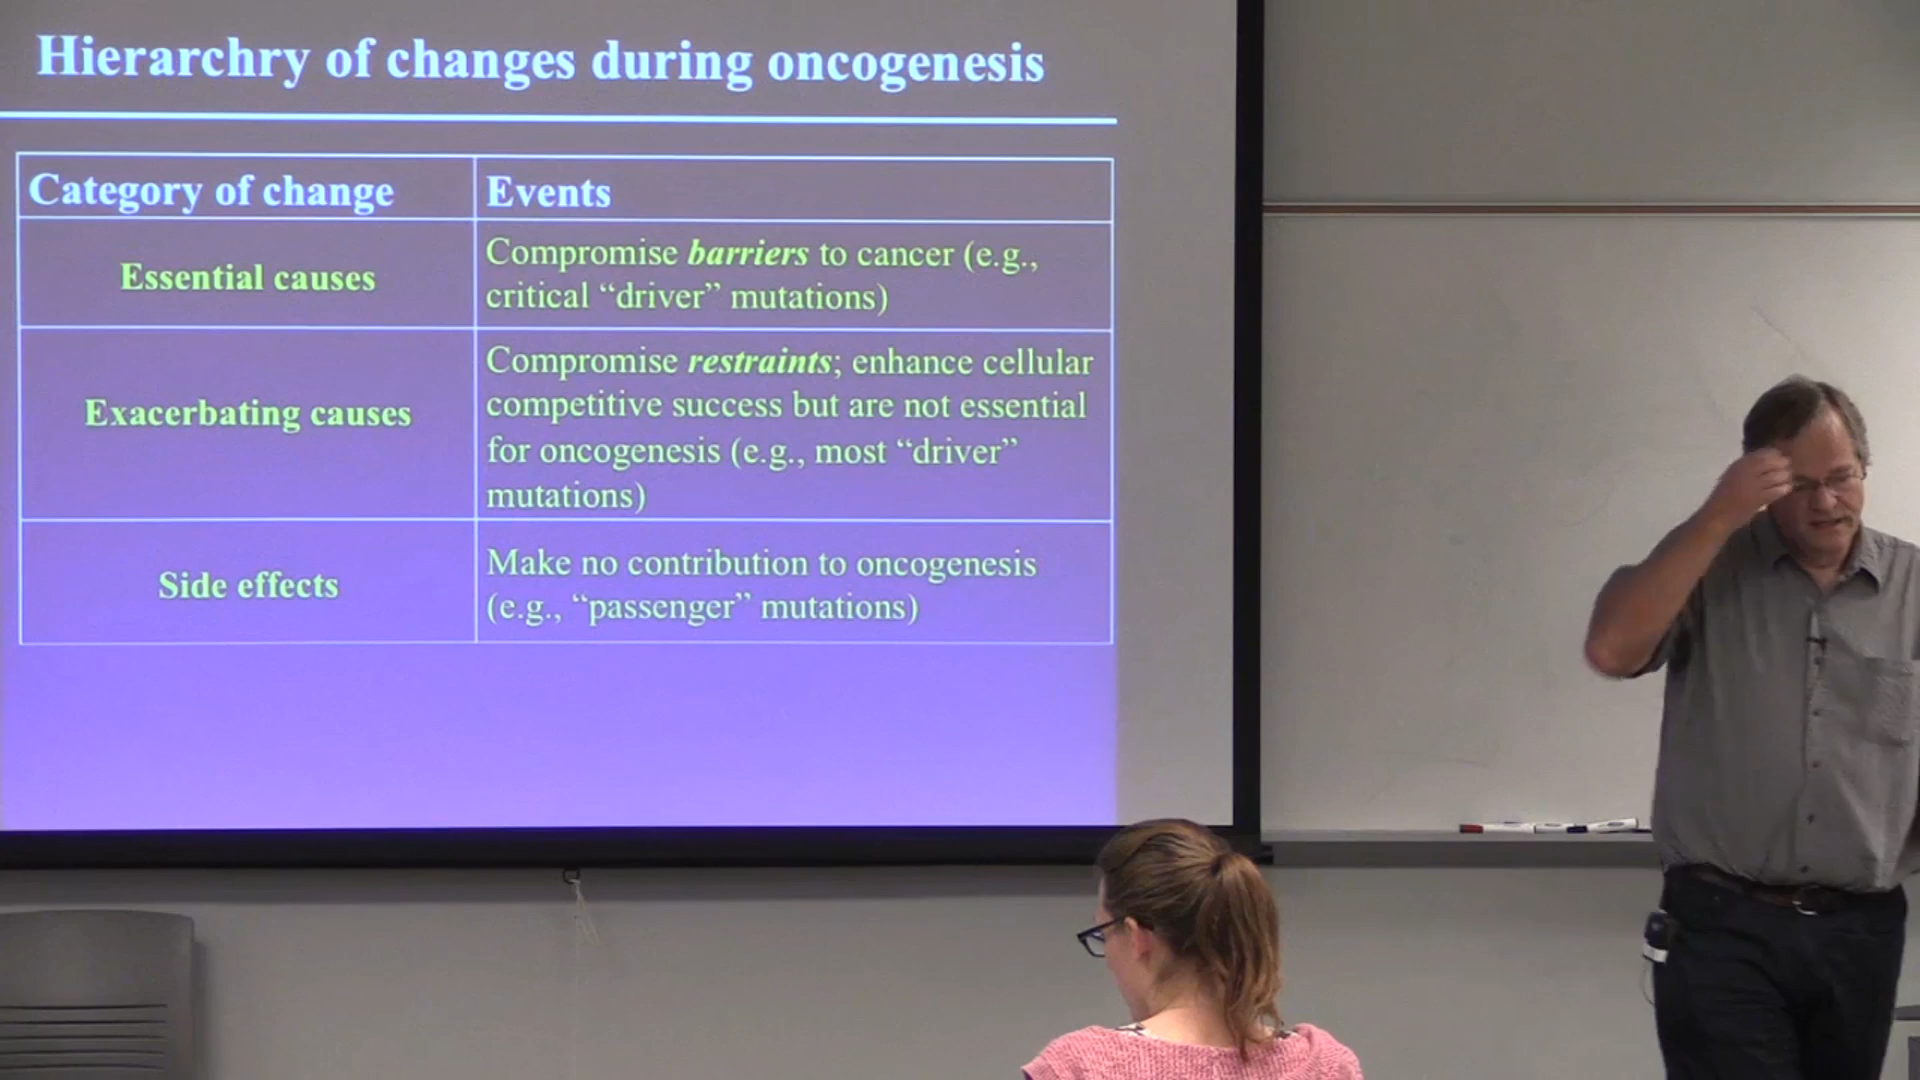 Hierarchry of changes during oncogenesis
Category of change
Events
Essential causes
Compromise barriers to cancer (e.g.,
critical “driver” mutations)
Exacerbating causes
Compromise restraints; enhance cellular
competitive success but are not essential
for oncogenesis (e.g., most “driver”
mutations)
Side effects
Make no contribution to oncogenesis
(e.g., “passenger” mutations)